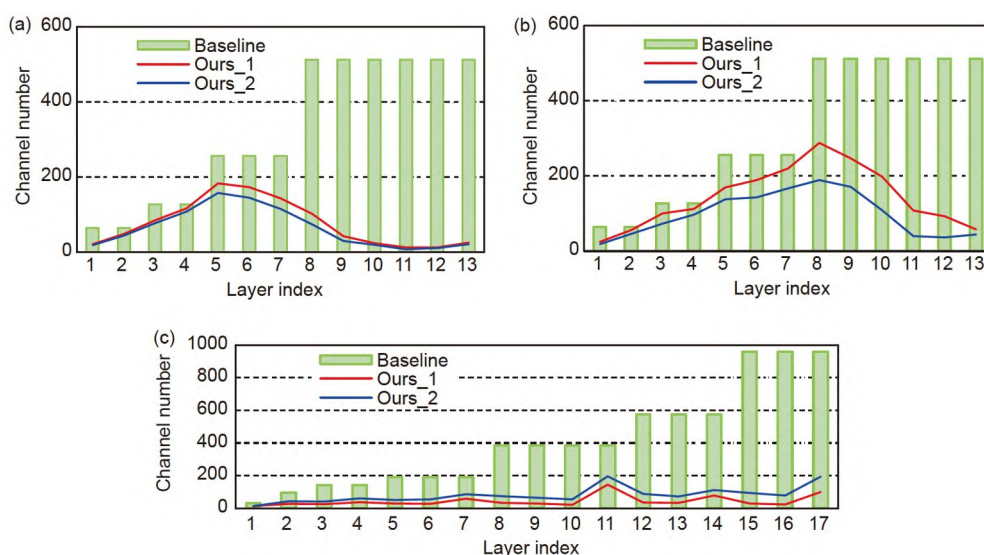 (a)
600
400
200
0
Channel number
Baseline
Ours_1
Ours_2
1 2 3 4 5 6 7 8 9 10 11 12 13
Layer index
(b)
600
400
200
0
Channel number
Baseline
Ours_1
Ours_2
1 2 3 4 5 6 7 8 9 10 11 12 13
Layer index
(c)
1000
800
600
400
200
0
Channel number
Baseline
Ours_1
Ours_2
1 2 3 4 5 6 7 8 9 10 11 12 13 14 15 16 17
Layer index